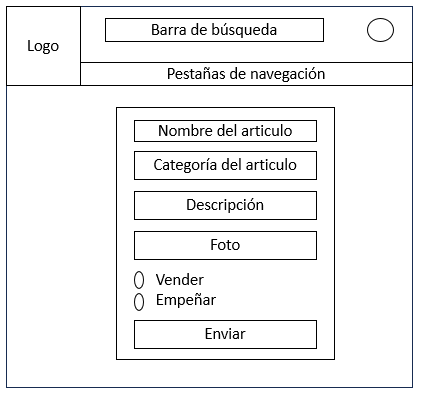 Logo
Barra de búsqueda
Pestañas de navegación
Nombre del articulo
Categoría del articulo
Descripción
Foto
Vender
Empeñar
Enviar